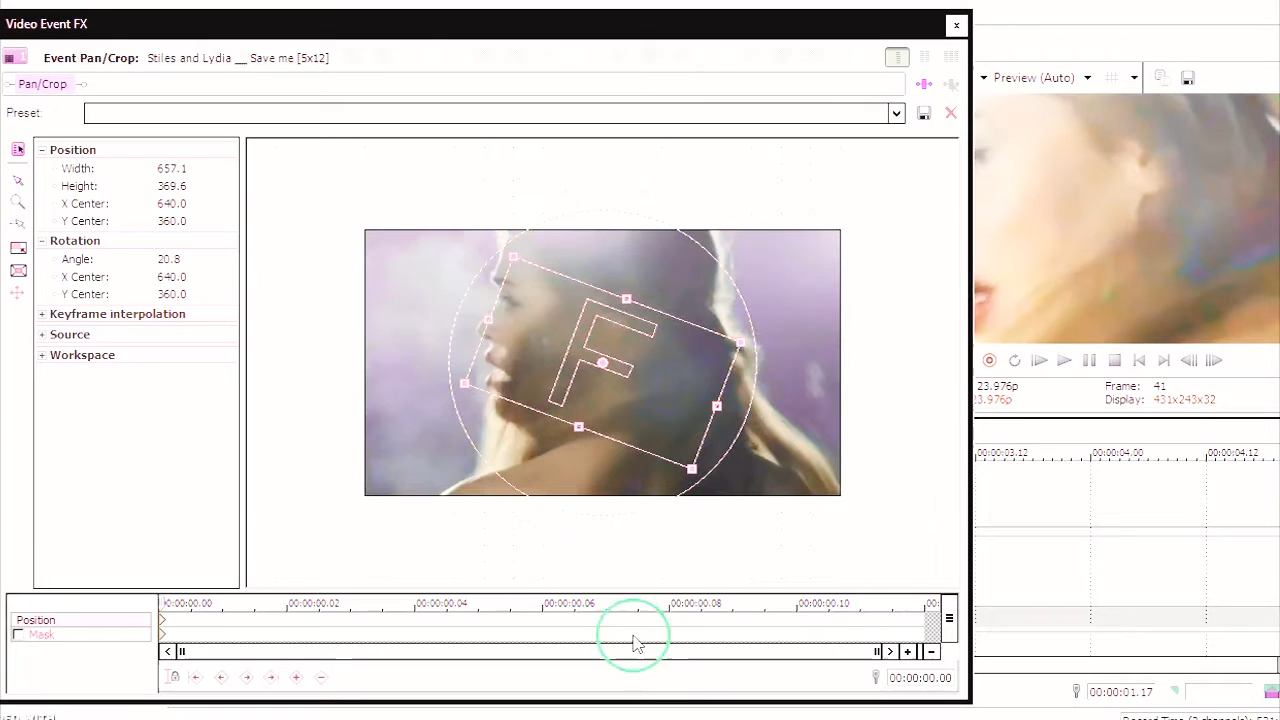 Video Event FX
x
Event Pan/Crop: Stiles and Lydia __ Save me [5x12]
Pan/Crop
Preset:
Preview (Auto)
Position
Width: 657.1
Height: 369.6
X Center: 640.0
Y Center: 360.0
Rotation
Angle: 20.8
X Center: 640.0
Y Center: 360.0
Keyframe interpolation
Source
Workspace
F
23.976p
Frame: 41
Display: 431x243x32
00:00:03.12 00:00:04.00 00:00:04.12
00:00:00.00 00:00:00.02 00:00:00.04 00:00:00.06 00:00:00.08 00:00:00.10 00:
Position
Mask
00:00:00.00
00:00:01.17